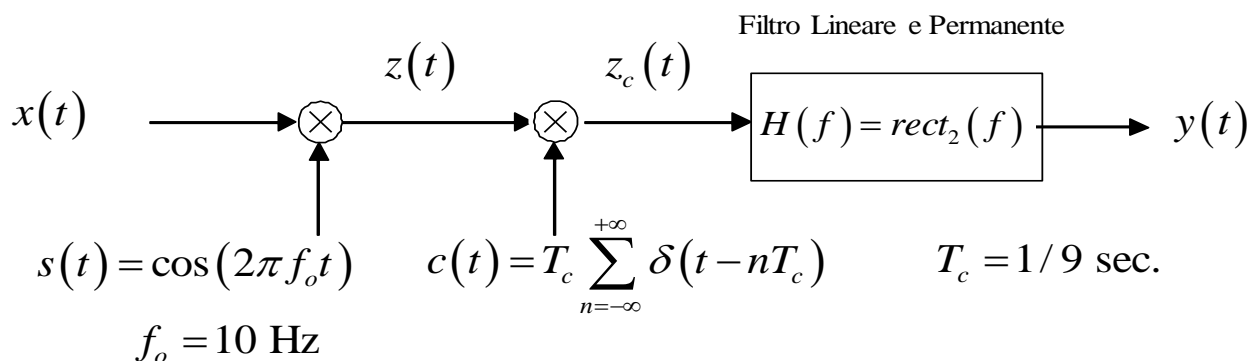 Filtro Lineare e Permanente
z(t)
z_c(t)
x(t)
H(f) = rect_2(f)
y(t)
s(t) = cos(2πf_o t)
c(t) = T_c ∑_{n=-∞}^{+∞} δ(t - nT_c)
T_c = 1/9 sec.
f_o = 10 Hz